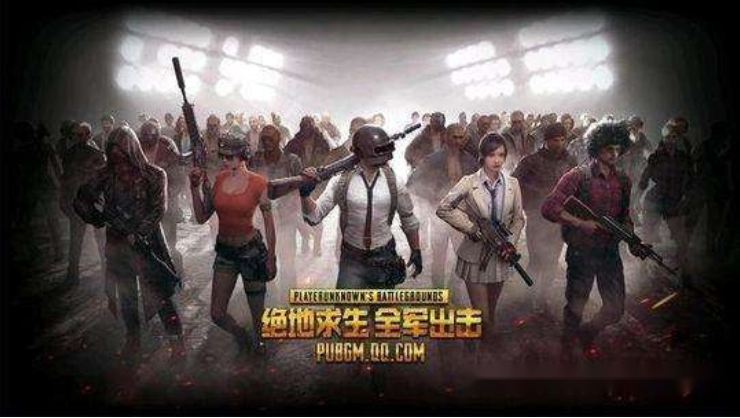 PLAYERUNKNOWN'S BATTLEGROUNDS
绝地求生 全军出击
PUBGM.QQ.COM